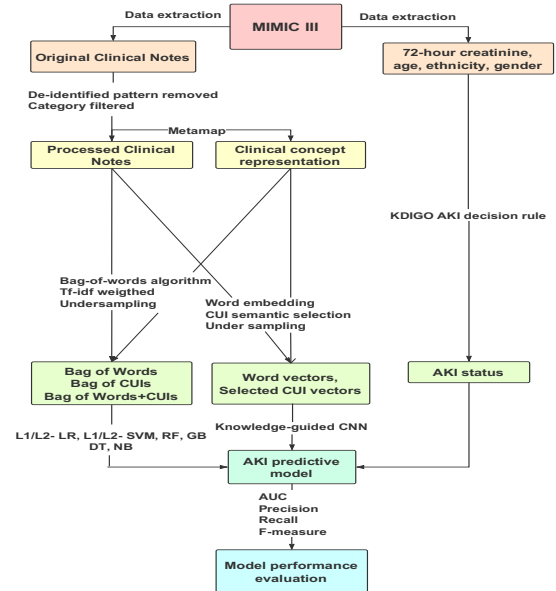 Data extraction
MIMIC III
Data extraction
Original Clinical Notes
72-hour creatinine,
age, ethnicity, gender
De-identified pattern removed
Category filtered
Metamap
Processed Clinical
Notes
Clinical concept
representation
KDIGO AKI decision rule
Bag-of-words algorithm
Tf-idf weigthed
Undersampling
Word embedding
CUI semantic selection
Under sampling
Bag of Words
Bag of CUIs
Bag of Words+CUIs
Word vectors,
Selected CUI vectors
AKI status
L1/L2- LR, L1/L2- SVM, RF, GB
DT, NB
Knowledge-guided CNN
AKI predictive
model
AUC
Precision
Recall
F-measure
Model performance
evaluation